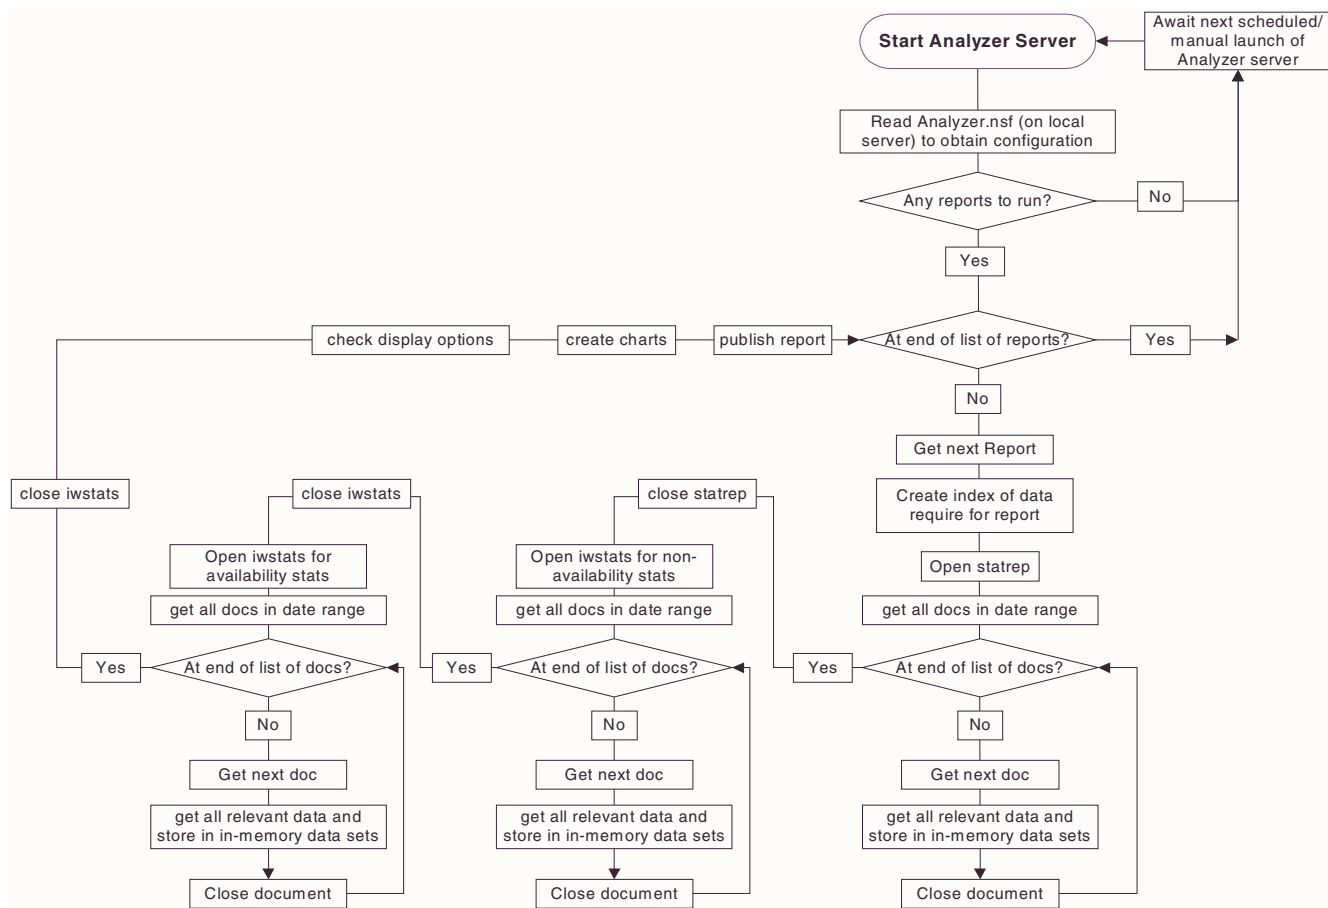 Start Analyzer Server
Await next scheduled/
manual launch of
Analyzer server
Read Analyzer.nsf (on local
server) to obtain configuration
Any reports to run?
No
Yes
check display options
create charts
publish report
At end of list of reports?
Yes
No
Get next Report
close iwstats
close iwstats
close statrep
Create index of data
require for report
Open iwstats for
availability stats
Open iwstats for non-
availability stats
Open statrep
get all docs in date range
get all docs in date range
get all docs in date range
Yes
At end of list of docs?
Yes
At end of list of docs?
Yes
At end of list of docs?
No
No
No
Get next doc
Get next doc
Get next doc
get all relevant data and
store in in-memory data sets
get all relevant data and
store in in-memory data sets
get all relevant data and
store in in-memory data sets
Close document
Close document
Close document